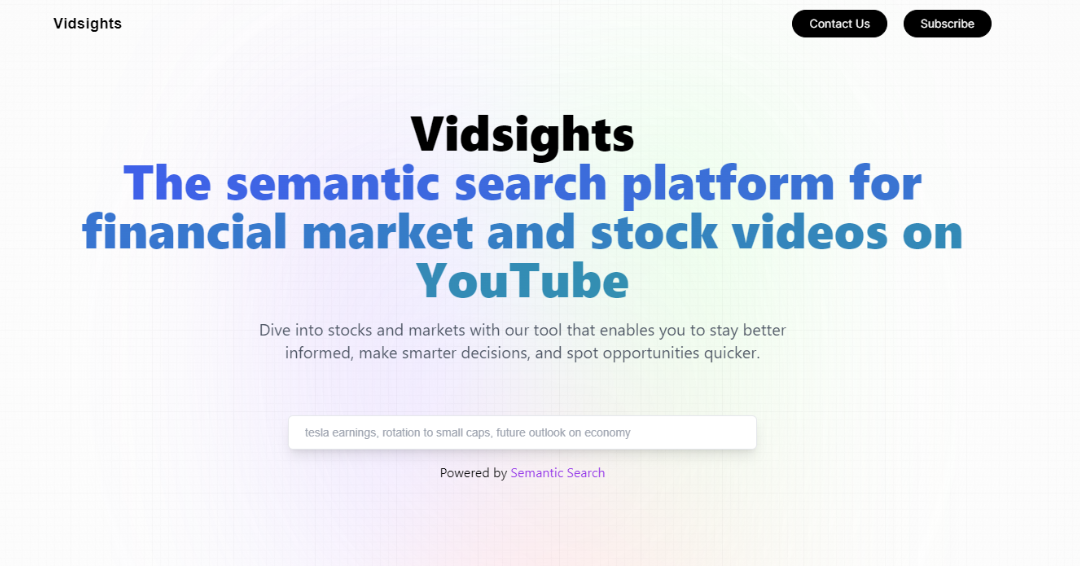 Vidsights
Contact Us
Subscribe
Vidsights
The semantic search platform for
financial market and stock videos on
YouTube
Dive into stocks and markets with our tool that enables you to stay better
informed, make smarter decisions, and spot opportunities quicker.
tesla earnings, rotation to small caps, future outlook on economy
Powered by Semantic Search